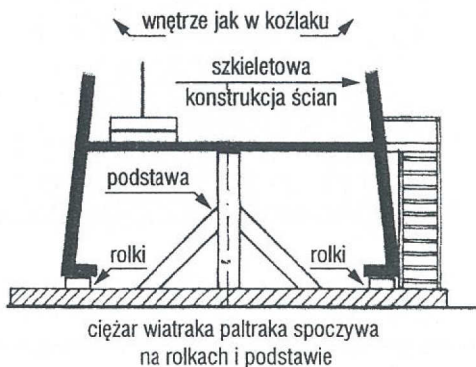 wnętrze jak w koźlaku
szkieletowa
konstrukcja ścian
podstawa
rolki
rolki
ciężar wiatraka paltraka spoczywa
na rolkach i podstawie